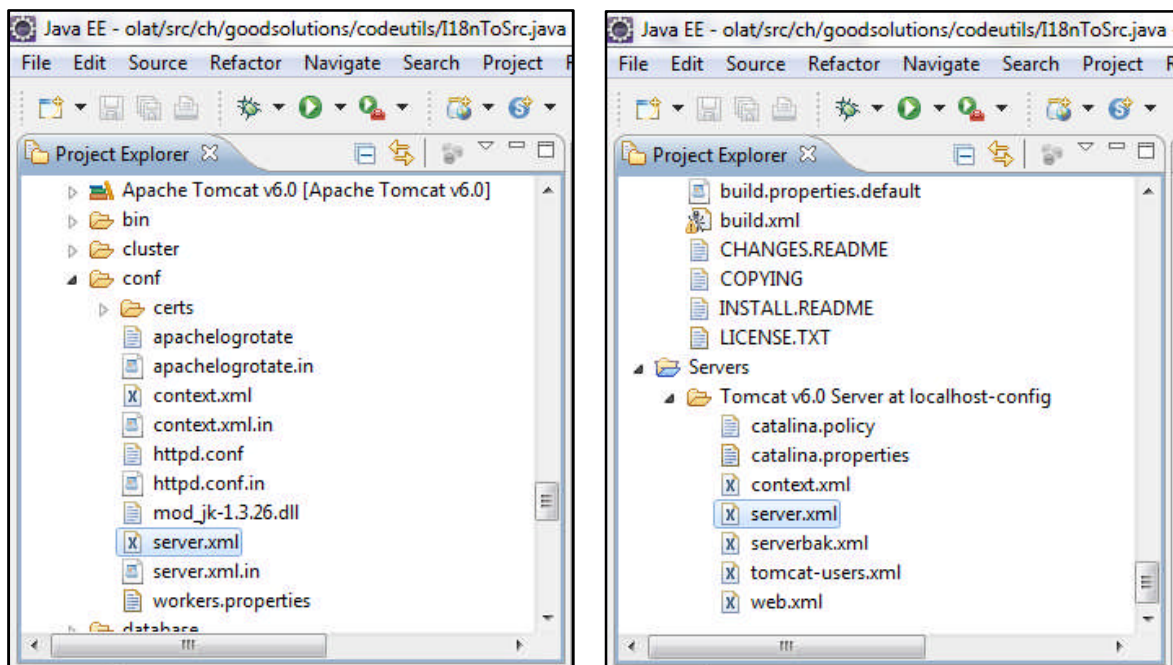 Java EE - olat/src/ch/goodsolutions/codeutils/I18nToSrc.java
File Edit Source Refactor Navigate Search Project
Project Explorer
Apache Tomcat v6.0 [Apache Tomcat v6.0]
bin
cluster
conf
certs
apachelogrotate
apachelogrotate.in
context.xml
context.xml.in
httpd.conf
httpd.conf.in
mod_jk-1.3.26.dll
server.xml
server.xml.in
workers.properties
database
Java EE - olat/src/ch/goodsolutions/codeutils/I18nToSrc.java -
File Edit Source Refactor Navigate Search Project
Project Explorer
build.properties.default
build.xml
CHANGES.README
COPYING
INSTALL.README
LICENSE.TXT
Servers
Tomcat v6.0 Server at localhost-config
catalina.policy
catalina.properties
context.xml
server.xml
serverbak.xml
tomcat-users.xml
web.xml